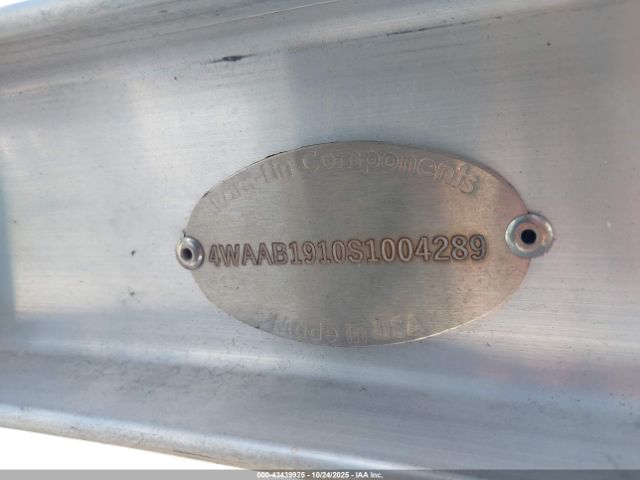 Components
4WAAB1910S1004289
Made in USA
000-43439925 - 10/24/2025 - IAA Inc.